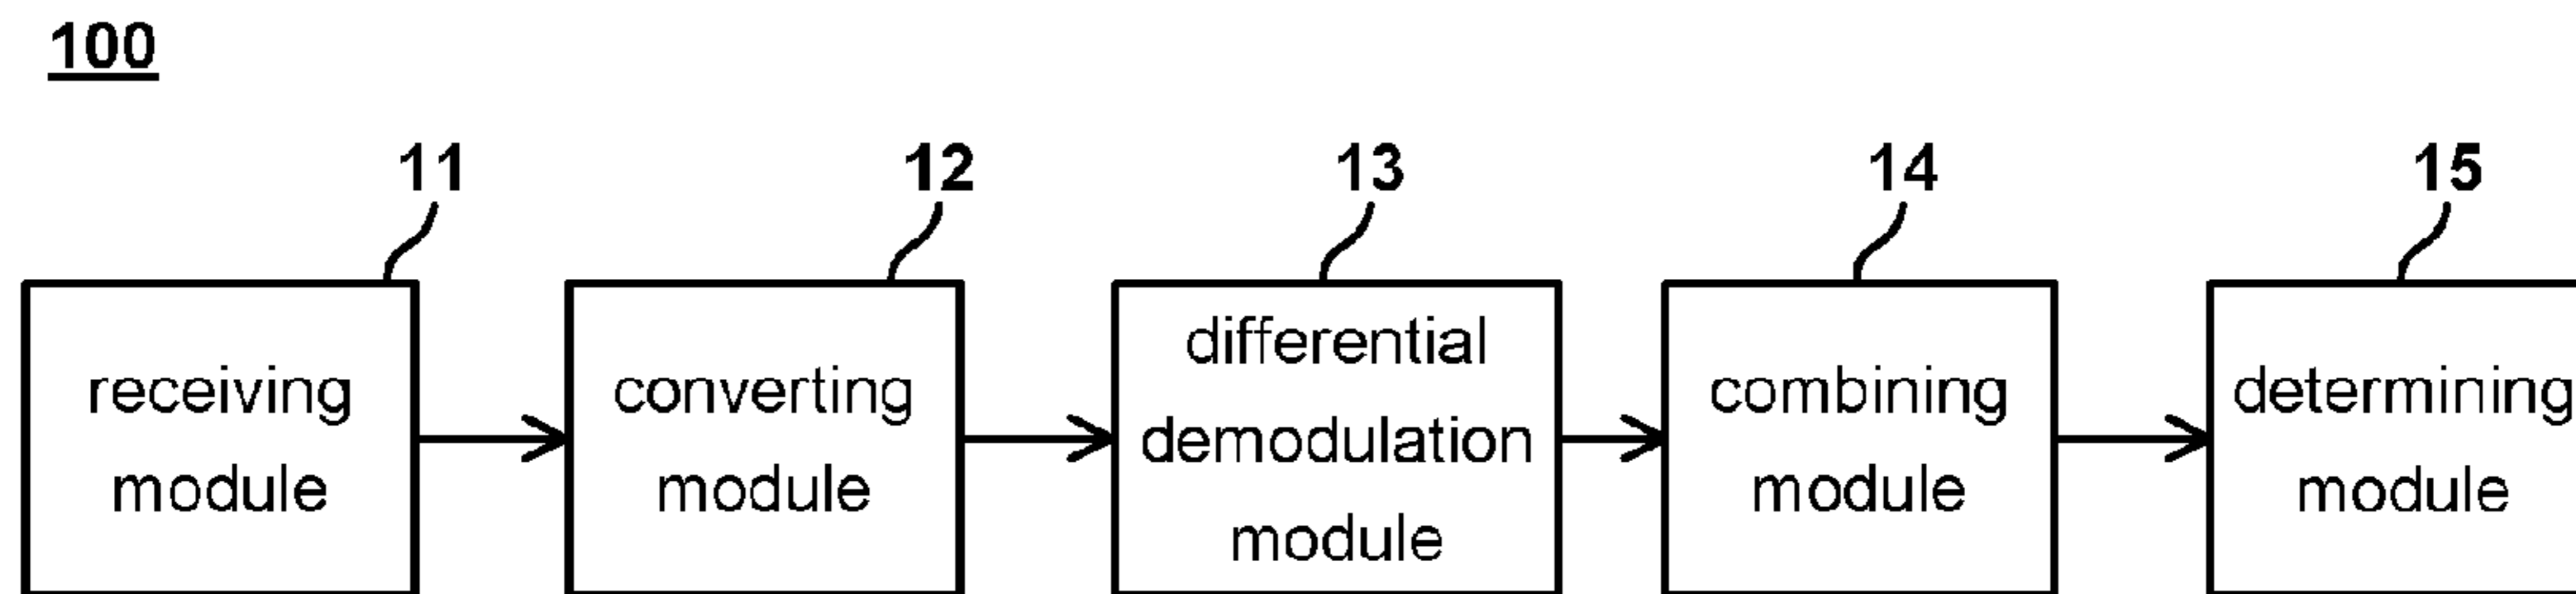 100
11
12
13
14
15
receiving
module
converting
module
differential
demodulation
module
combining
module
determining
module